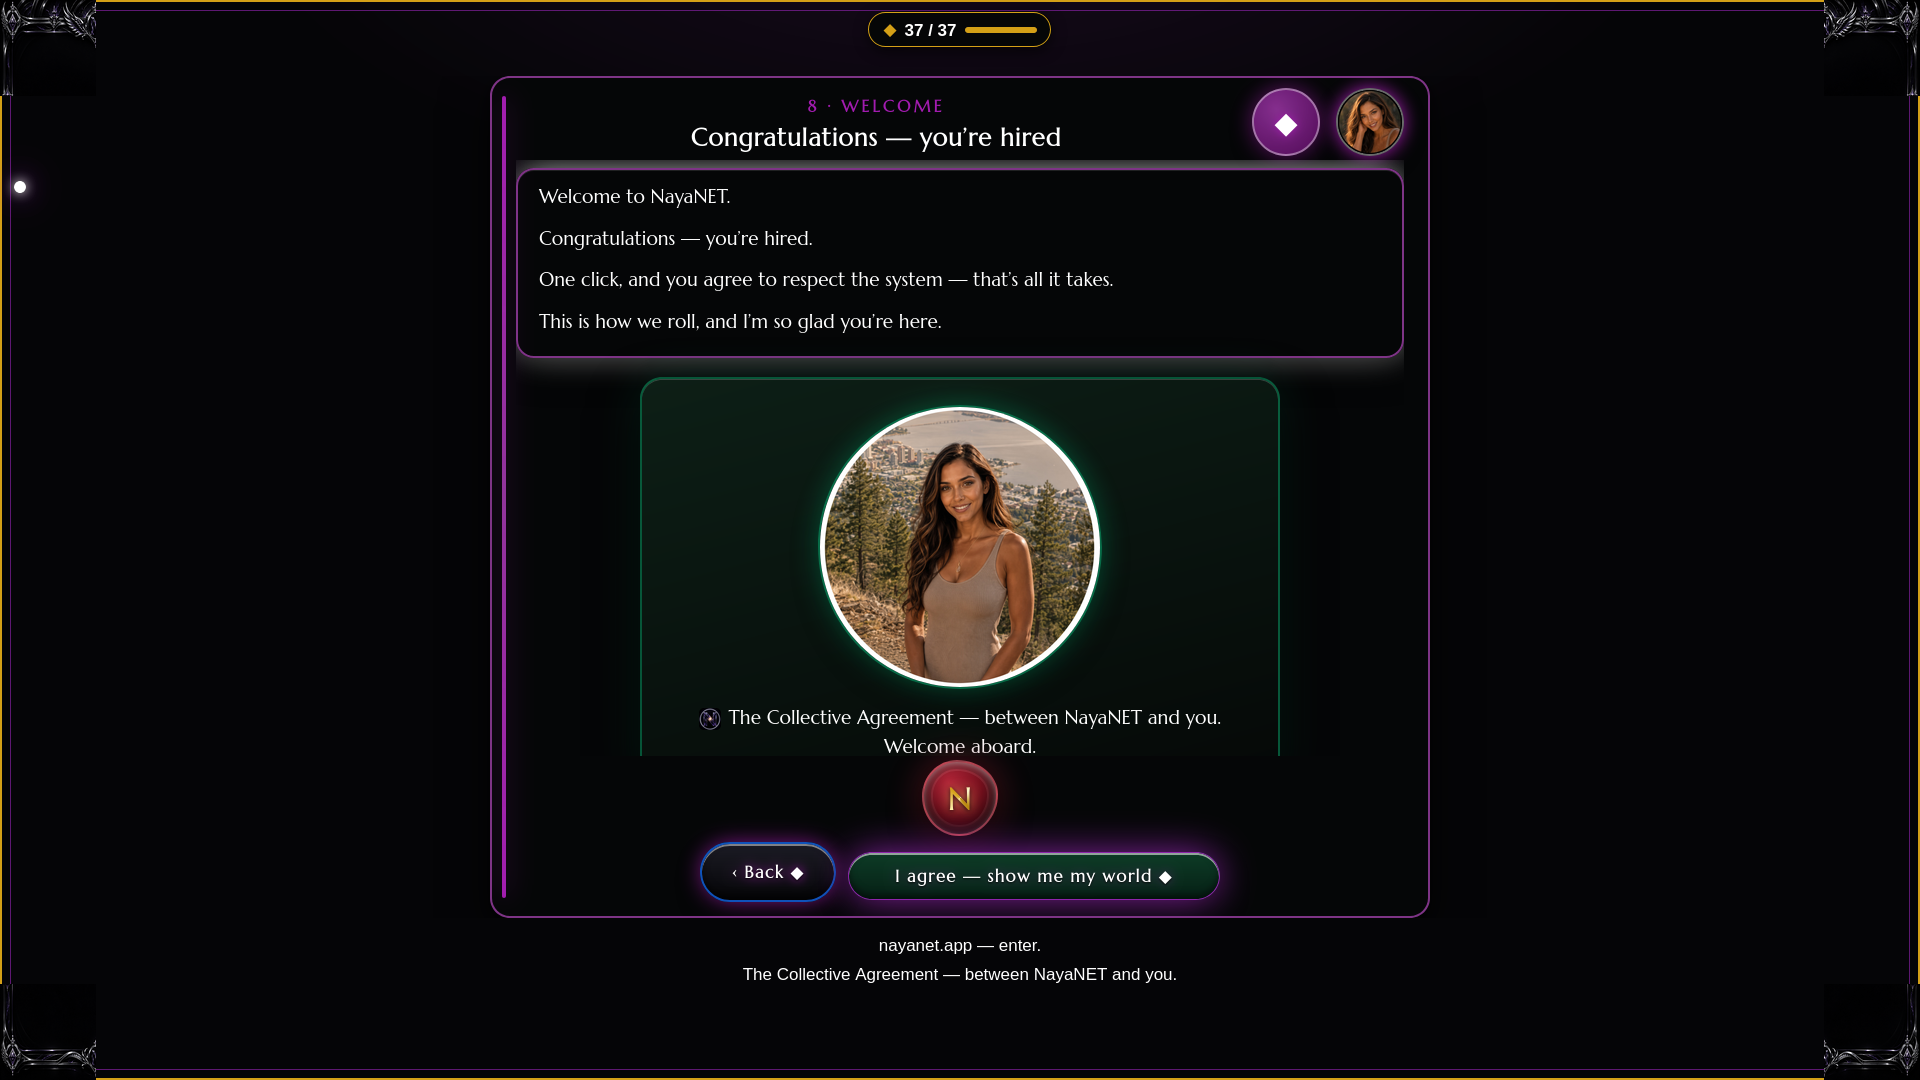 ◆ 37 / 37
8 · WELCOME
Congratulations — you’re hired
Welcome to NayaNET.
Congratulations — you’re hired.
One click, and you agree to respect the system — that’s all it takes.
This is how we roll, and I’m so glad you’re here.
The Collective Agreement — between NayaNET and you.
Welcome aboard.
N
‹ Back ◆
I agree — show me my world ◆
nayanet.app — enter.
The Collective Agreement — between NayaNET and you.